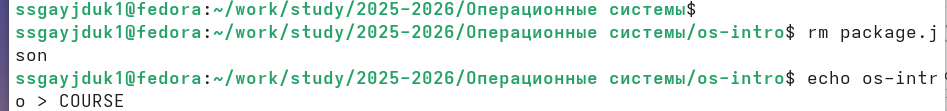 ssgayjduk1@fedora:~/work/study/2025-2026/Операционные системы$
ssgayjduk1@fedora:~/work/study/2025-2026/Операционные системы/os-intro$ rm package.j
son
ssgayjduk1@fedora:~/work/study/2025-2026/Операционные системы/os-intro$ echo os-intr
o > COURSE